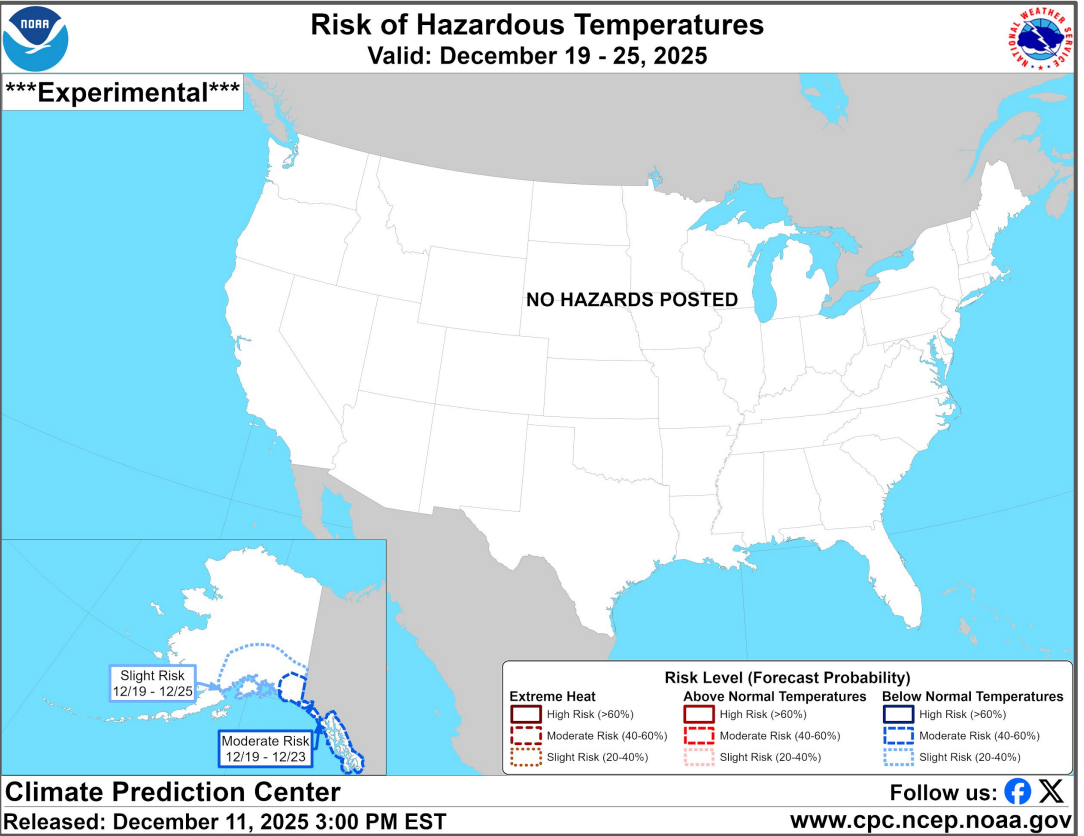 NOAA
Risk of Hazardous Temperatures
Valid: December 19 - 25, 2025
NATIONAL WEATHER SERVICE
***Experimental***
NO HAZARDS POSTED
Slight Risk
12/19 - 12/25
Moderate Risk
12/19 - 12/23
Risk Level (Forecast Probability)
Extreme Heat
High Risk (>60%)
Moderate Risk (40-60%)
Slight Risk (20-40%)
Above Normal Temperatures
High Risk (>60%)
Moderate Risk (40-60%)
Slight Risk (20-40%)
Below Normal Temperatures
High Risk (>60%)
Moderate Risk (40-60%)
Slight Risk (20-40%)
Climate Prediction Center
Follow us:
Released: December 11, 2025 3:00 PM EST
www.cpc.ncep.noaa.gov